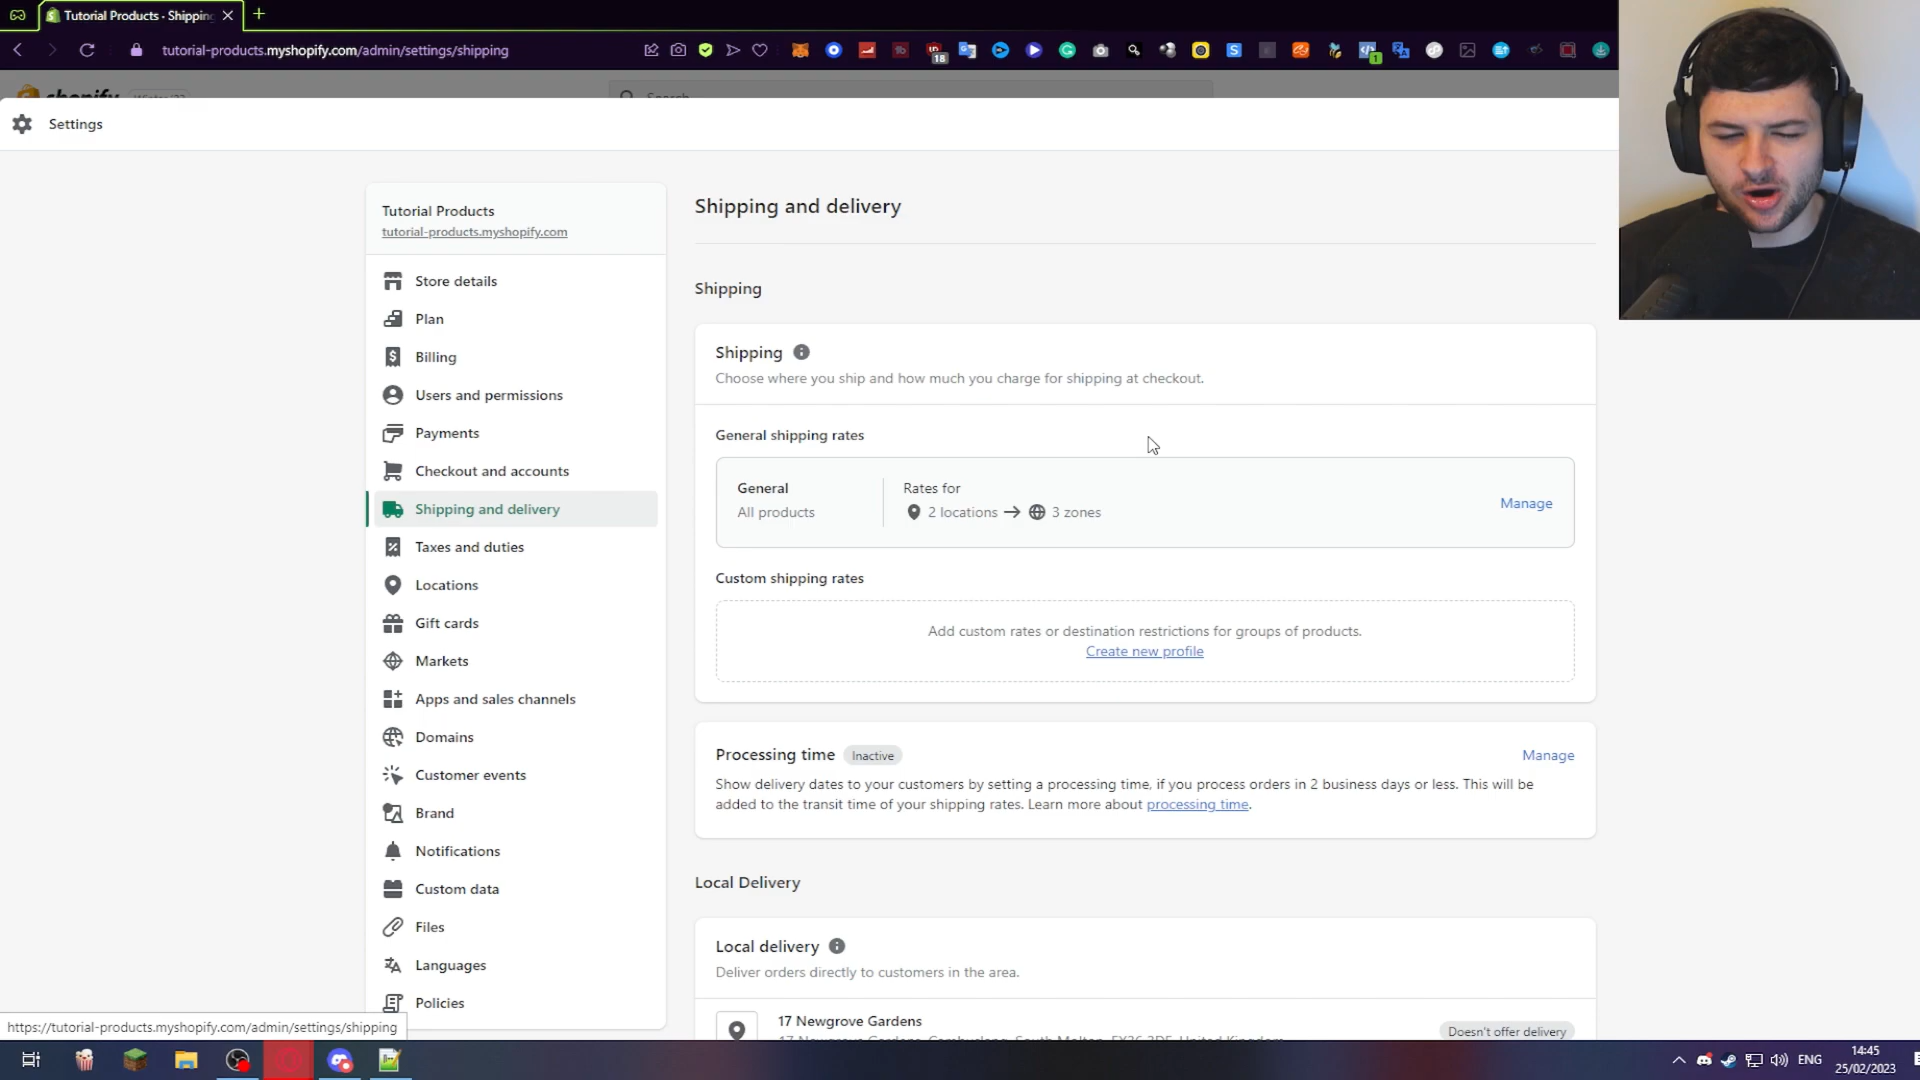 Tutorial Products · Shipping
tutorial-products.myshopify.com/admin/settings/shipping
18
1
shopify
Search
Settings
Tutorial Products
tutorial-products.myshopify.com
Store details
Plan
Billing
Users and permissions
Payments
Checkout and accounts
Shipping and delivery
Taxes and duties
Locations
Gift cards
Markets
Apps and sales channels
Domains
Customer events
Brand
Notifications
Custom data
Files
Languages
Policies
Shipping and delivery
Shipping
Shipping
Choose where you ship and how much you charge for shipping at checkout.
General shipping rates
General
All products
Rates for
2 locations → 3 zones
Manage
Custom shipping rates
Add custom rates or destination restrictions for groups of products.
Create new profile
Processing time Inactive
Manage
Show delivery dates to your customers by setting a processing time, if you process orders in 2 business days or less. This will be
added to the transit time of your shipping rates. Learn more about processing time.
Local Delivery
Local delivery
Deliver orders directly to customers in the area.
17 Newgrove Gardens
Doesn't offer delivery
https://tutorial-products.myshopify.com/admin/settings/shipping
ENG
14:45
25/02/2023